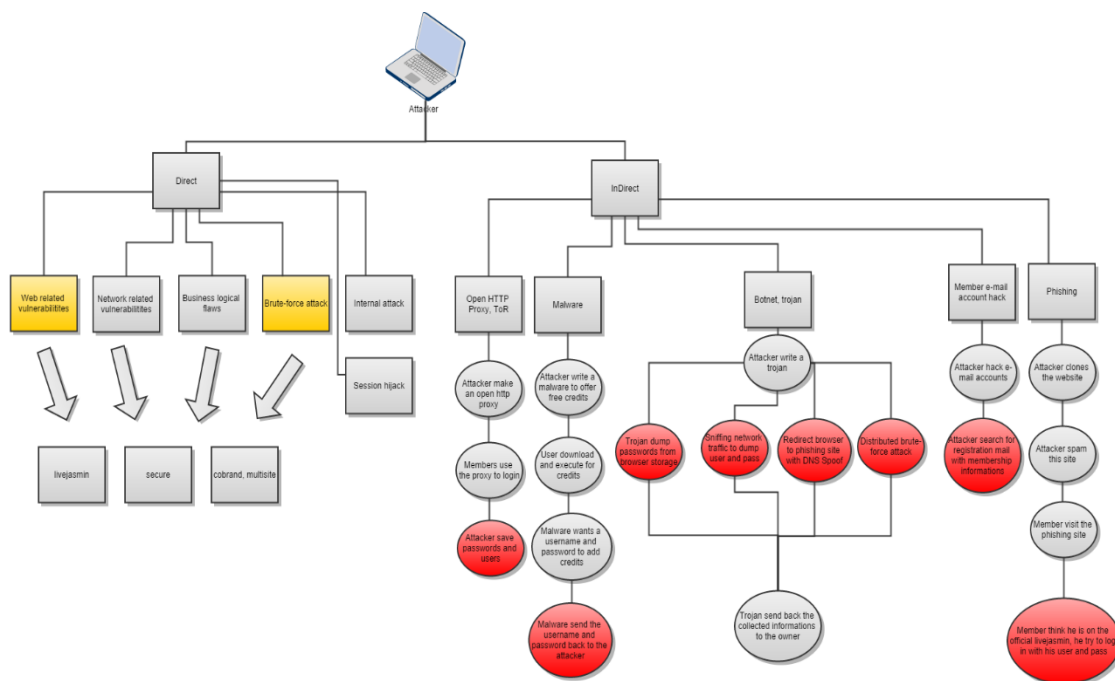 Attacker
Direct
InDirect
Web related
vulnerabilitites
Network related
vulnerabilitites
Business logical
flaws
Brute-force attack
Internal attack
Session hijack
livejasmin
secure
cobrand, multisite
Open HTTP
Proxy, ToR
Attacker make
an open http
proxy
Members use
the proxy to login
Attacker save
passwords and
users
Malware
Attacker write a
malware to offer
free credits
User download
and execute for
credits
Malware wants a
username and
password to add
credits
Malware send the
username and
password back to the
attacker
Botnet, trojan
Attacker write a
trojan
Trojan dump
passwords from
browser storage
Sniffing network
traffic to dump
user and pass
Redirect browser
to phishing site
with DNS Spoof
Distributed brute-
force attack
Trojan send back the
collected informations
to the owner
Member e-mail
account hack
Attacker hack e-
mail accounts
Attacker search for
registration mail
with membership
informations
Phishing
Attacker clones
the website
Attacker spam
this site
Member visit the
phishing site
Member think he is on the
official livejasmin, he try to log
in with his user and pass